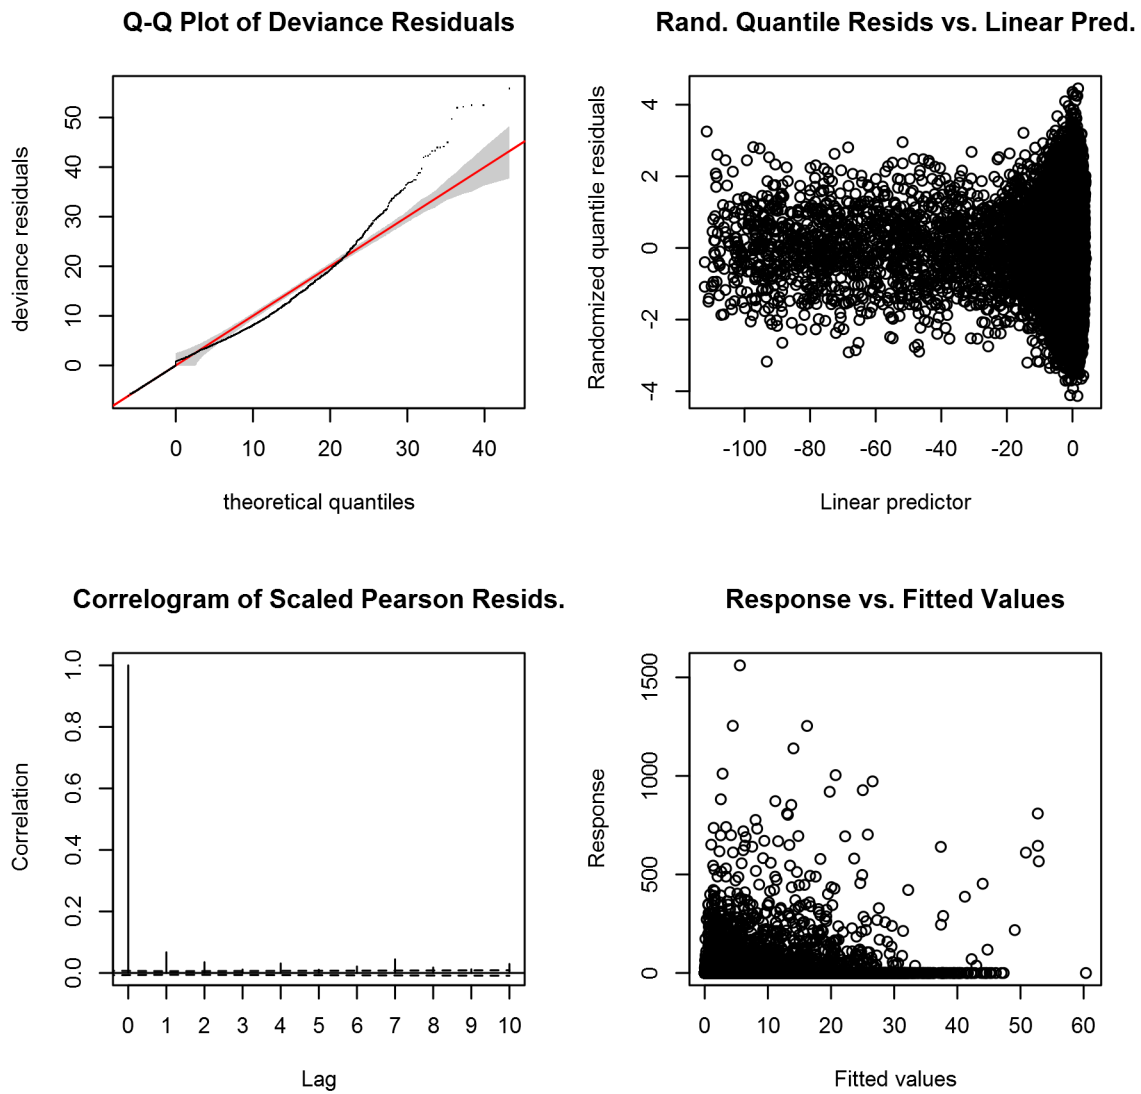 Q-Q Plot of Deviance Residuals
deviance residuals
0 10 20 30 40 50
0 10 20 30 40
theoretical quantiles
Rand. Quantile Resids vs. Linear Pred.
Randomized quantile residuals
-4 -2 0 2 4
-100 -80 -60 -40 -20 0
Linear predictor
Correlogram of Scaled Pearson Resids.
Correlation
0.0 0.2 0.4 0.6 0.8 1.0
0 1 2 3 4 5 6 7 8 9 10
Lag
Response vs. Fitted Values
Response
0 500 1000 1500
0 10 20 30 40 50 60
Fitted values